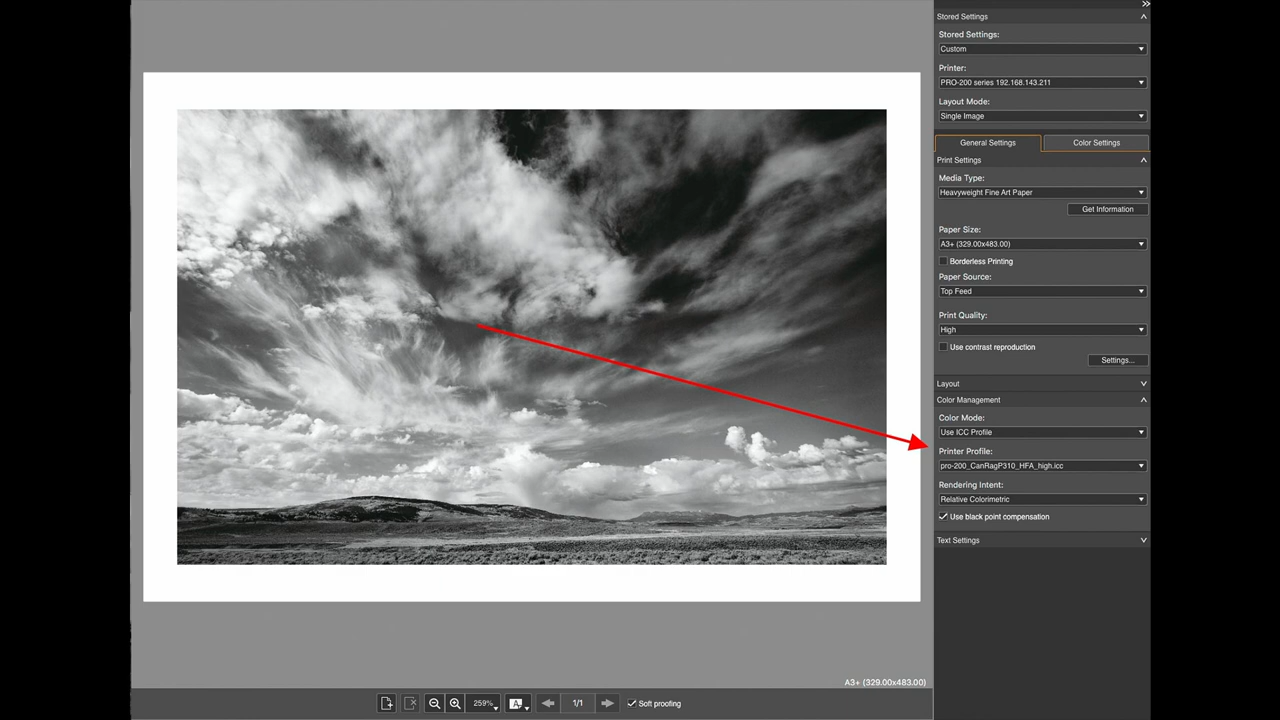 Stored Settings
Stored Settings:
Custom
Printer:
PRO-200 series 192.168.143.211
Layout Mode:
Single Image
General Settings
Color Settings
Print Settings
Media Type:
Heavyweight Fine Art Paper
Get Information
Paper Size:
A3+ (329.00x483.00)
Borderless Printing
Paper Source:
Top Feed
Print Quality:
High
Use contrast reproduction
Settings...
Layout
Color Management
Color Mode:
Use ICC Profile
Printer Profile:
pro-200_CanRagP310_HFA_high.icc
Rendering Intent:
Relative Colorimetric
Use black point compensation
Text Settings
A3+ (329.00x483.00)
259%
A
1/1
Soft proofing